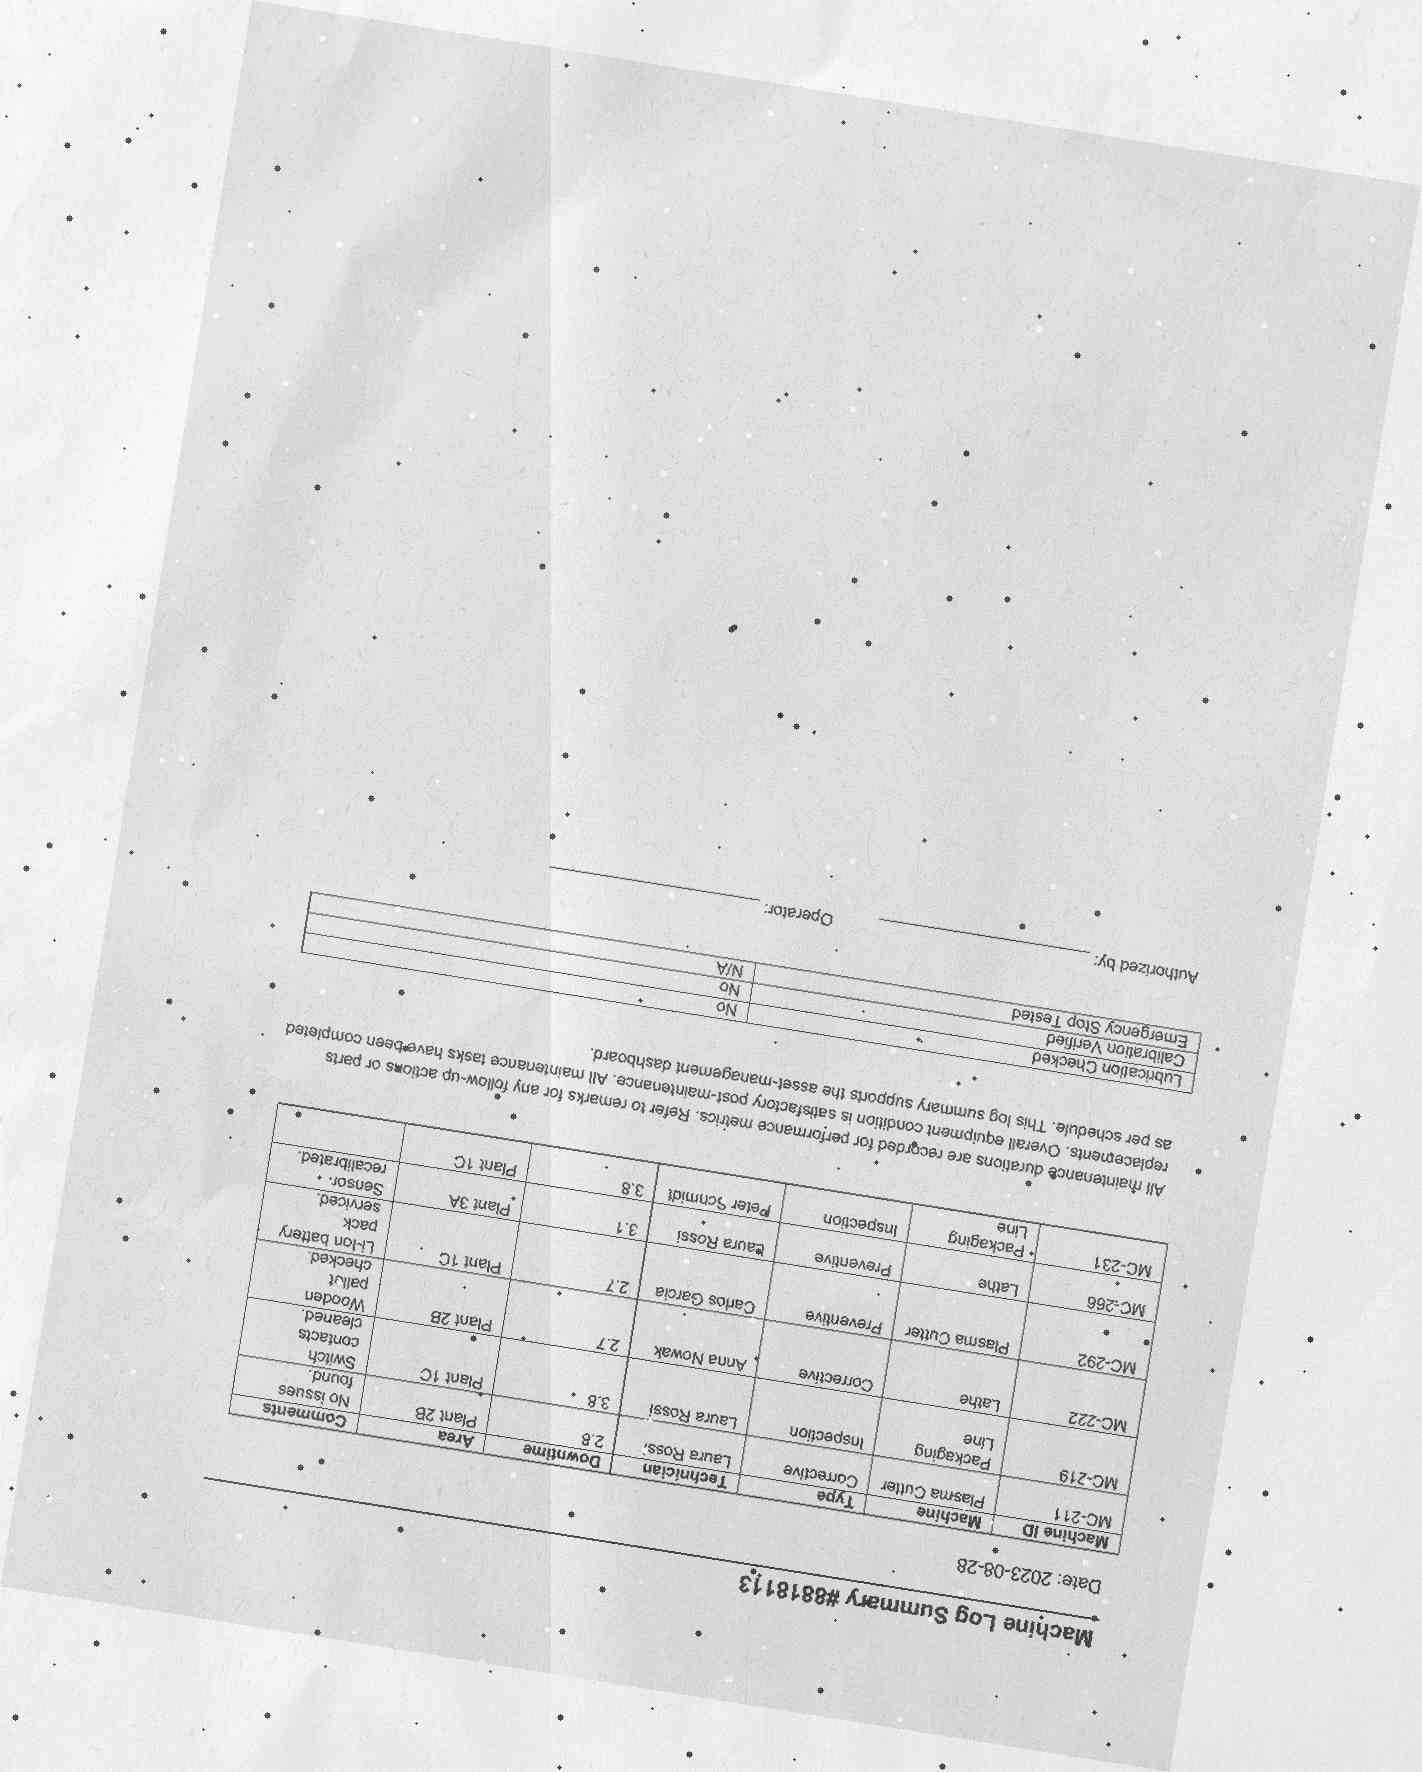 Machine Log Summary #8818113
Date: 2023-08-28
Machine ID Machine Type Technician Downtime Area Comments
MC-211 Plasma Cutter Corrective Laura Rossi 2.8 Plant 2B No issues
found.
MC-219 Packaging Inspection Laura Rossi 3.8 Plant 1C Switch
Line contacts
cleaned.
MC-222 Lathe Corrective Anna Nowak 2.7 Plant 2B Wooden
pallet
checked.
MC-292 Plasma Cutter Preventive Carlos Garcia 2.7 Plant 1C Li-Ion battery
pack
serviced.
MC-266 Lathe Preventive Laura Rossi 3.1 Plant 3A Sensor
recalibrated.
MC-231 Packaging Inspection Peter Schmidt 3.8 Plant 1C
Line
All maintenance durations are recorded for performance metrics. Refer to remarks for any follow-up actions or parts
replacements. Overall equipment condition is satisfactory post-maintenance. All maintenance tasks have been completed
as per schedule. This log summary supports the asset-management dashboard.
Lubrication Checked No
Calibration Verified No
Emergency Stop Tested N/A
Authorized by: Operator: